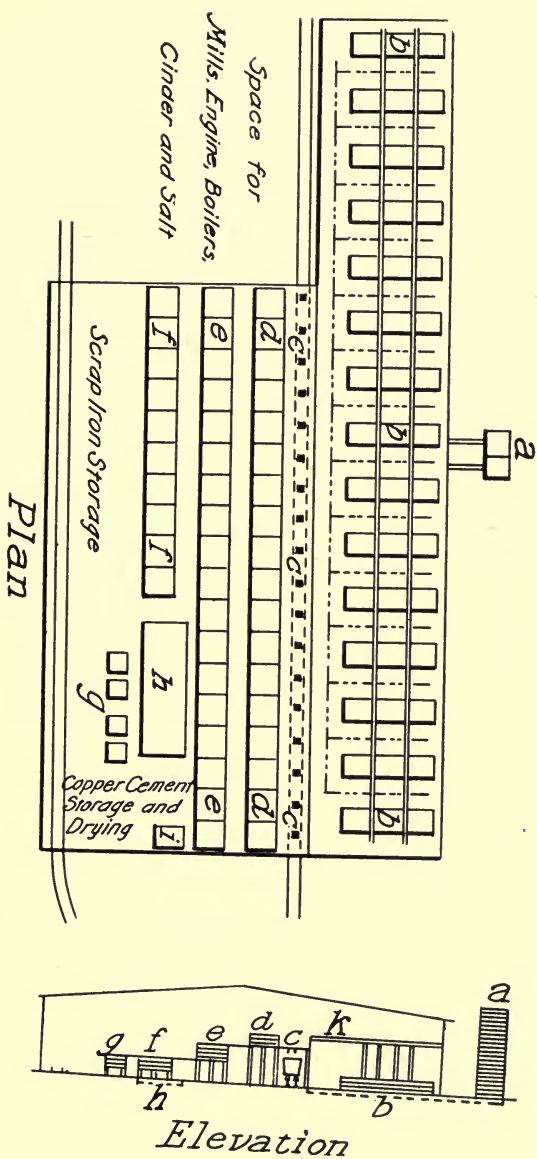 a
b b b
Space for
Mills, Engine, Boilers,
Cinder and Salt
c c c
d d
e e
f f
h
i
g
Scrap Iron Storage
Copper Cement
Storage and
Drying
Plan
a
k
d
c
e
f
g
b
h
Elevation